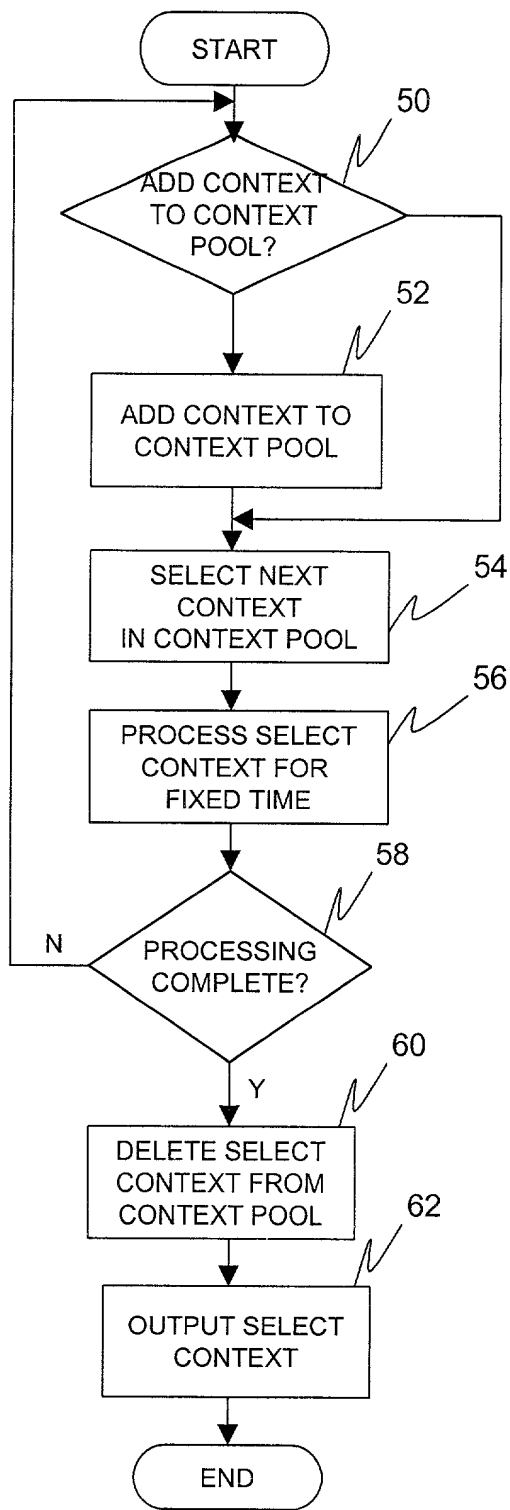 START
50
ADD CONTEXT
TO CONTEXT
POOL?
52
ADD CONTEXT TO
CONTEXT POOL
SELECT NEXT
CONTEXT
IN CONTEXT POOL
54
56
PROCESS SELECT
CONTEXT FOR
FIXED TIME
58
N
PROCESSING
COMPLETE?
Y
60
DELETE SELECT
CONTEXT FROM
CONTEXT POOL
62
OUTPUT SELECT
CONTEXT
END